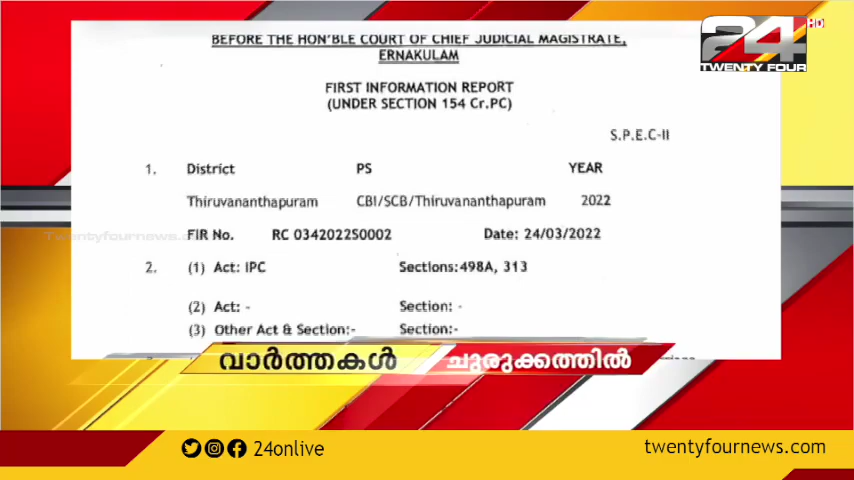 BEFORE THE HON'BLE COURT OF CHIEF JUDICIAL MAGISTRATE,
ERNAKULAM
24 HD
TWENTY FOUR
FIRST INFORMATION REPORT
(UNDER SECTION 154 Cr.PC)
S.P.E.C-II
1. District PS YEAR
Thiruvananthapuram CBI/SCB/Thiruvananthapuram 2022
Twentyfournews.com
FIR No. RC 0342022S0002 Date: 24/03/2022
2. (1) Act: IPC Sections:498A, 313
(2) Act: - Section: -
(3) Other Act & Section:- Section:-
വാർത്തകൾ ചുരുക്കത്തിൽ
24onlive twentyfournews.com